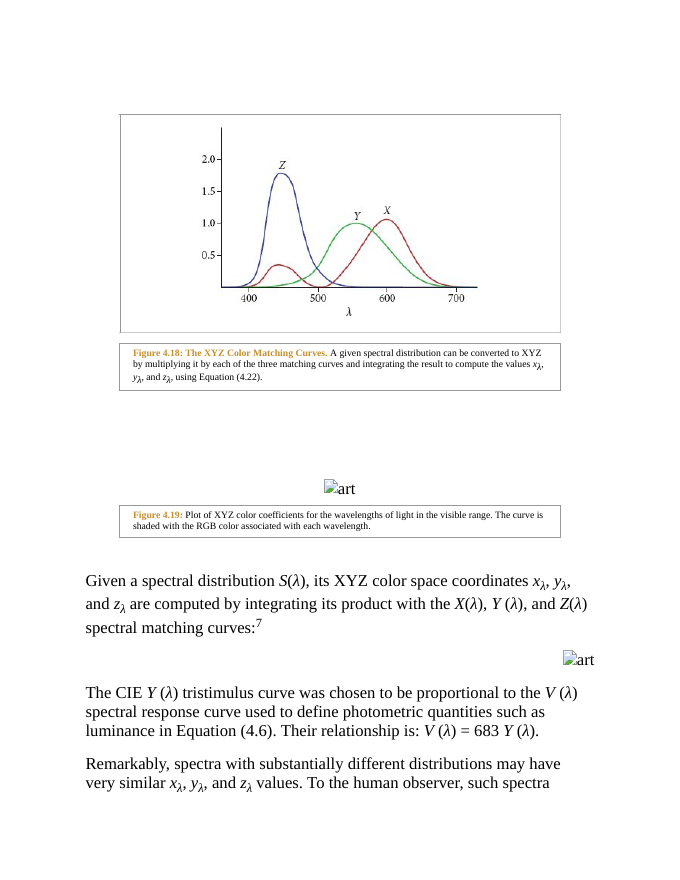 Z
2.0
Y
X
1.5
1.0
0.5
400 500 600 700
λ
Figure 4.18: The XYZ Color Matching Curves. A given spectral distribution can be converted to XYZ
by multiplying it by each of the three matching curves and integrating the result to compute the values xλ,
yλ, and zλ, using Equation (4.22).
art
Figure 4.19: Plot of XYZ color coefficients for the wavelengths of light in the visible range. The curve is
shaded with the RGB color associated with each wavelength.
Given a spectral distribution S(λ), its XYZ color space coordinates xλ, yλ,
and zλ are computed by integrating its product with the X(λ), Y (λ), and Z(λ)
spectral matching curves:7
art
The CIE Y (λ) tristimulus curve was chosen to be proportional to the V (λ)
spectral response curve used to define photometric quantities such as
luminance in Equation (4.6). Their relationship is: V (λ) = 683 Y (λ).
Remarkably, spectra with substantially different distributions may have
very similar xλ, yλ, and zλ values. To the human observer, such spectra